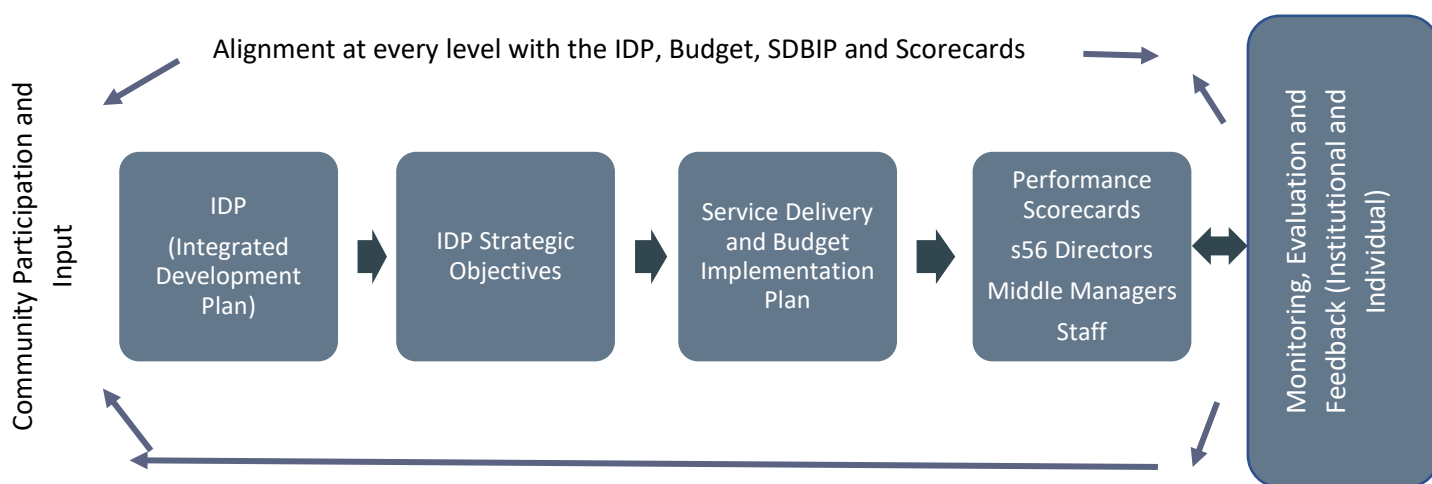 Alignment at every level with the IDP, Budget, SDBIP and Scorecards
Community Participation and
Input
IDP
(Integrated
Development
Plan)
IDP Strategic
Objectives
Service Delivery
and Budget
Implementation
Plan
Performance
Scorecards
s56 Directors
Middle Managers
Staff
Monitoring, Evaluation and
Feedback (Institutional and
Individual)